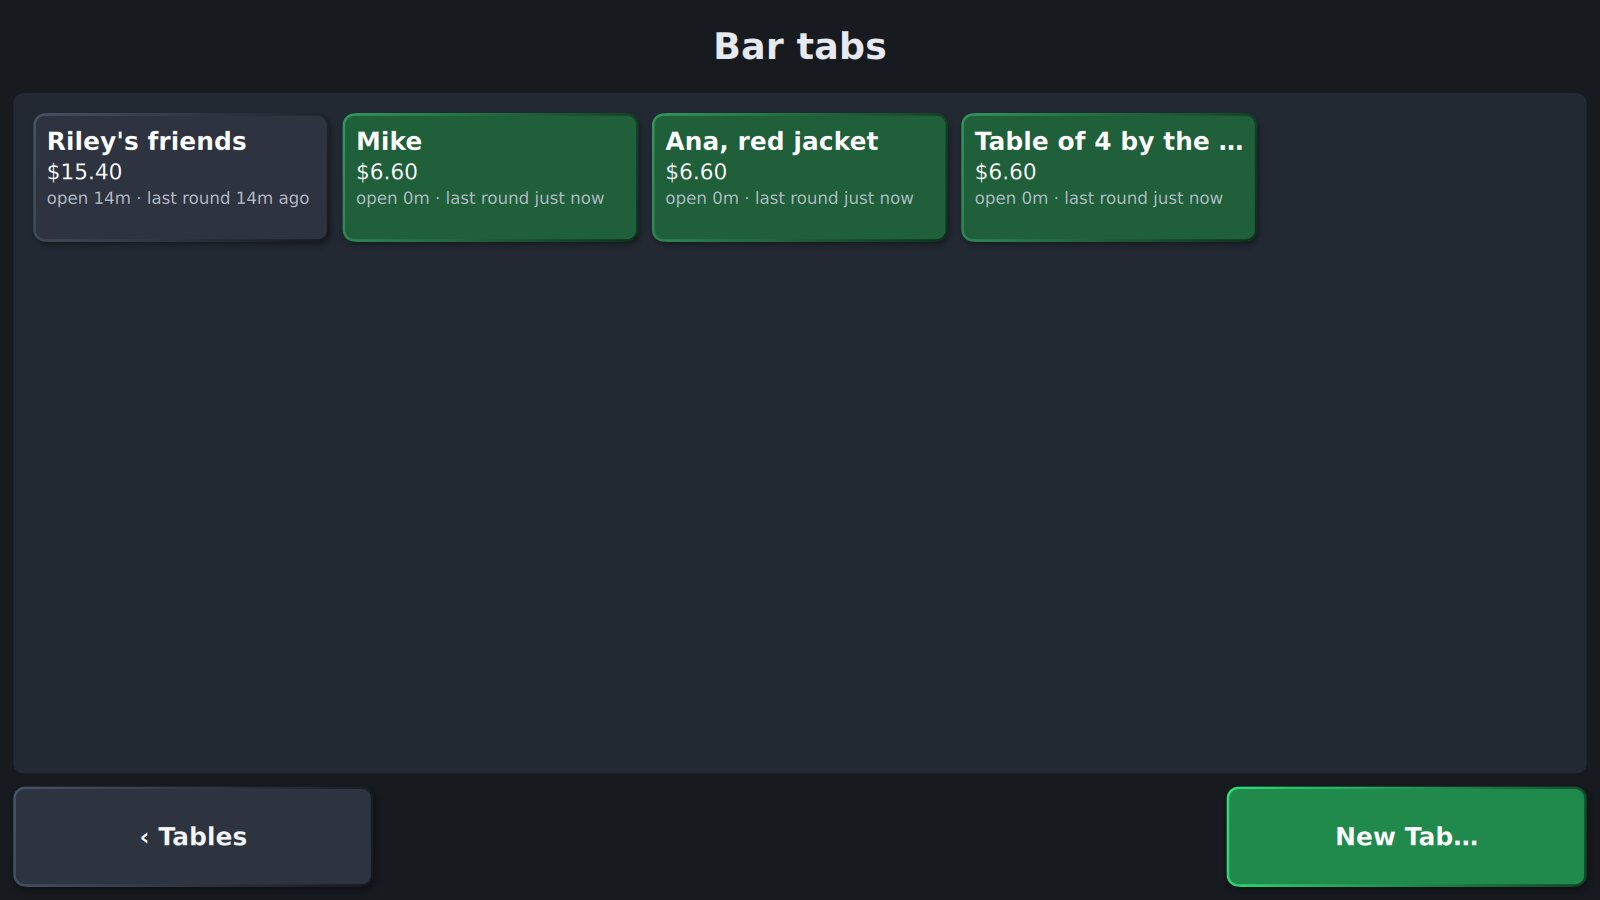 Bar tabs
Riley's friends
$15.40
open 14m · last round 14m ago
Mike
$6.60
open 0m · last round just now
Ana, red jacket
$6.60
open 0m · last round just now
Table of 4 by the …
$6.60
open 0m · last round just now
‹ Tables
New Tab…